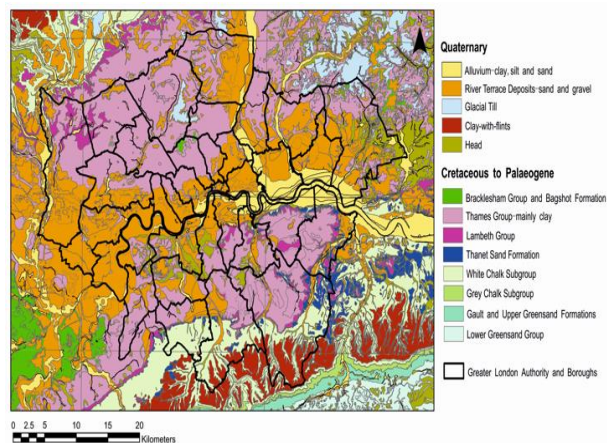 Quaternary
Alluvium-clay, silt and sand
River Terrace Deposits-sand and gravel
Glacial Till
Clay-with-flints
Head
Cretaceous to Palaeogene
Bracklesham Group and Bagshot Formation
Thames Group-mainly clay
Lambeth Group
Thanet Sand Formation
White Chalk Subgroup
Grey Chalk Subgroup
Gault and Upper Greensand Formations
Lower Greensand Group
Greater London Authority and Boroughs
0 2.5 5 10 15 20
Kilometers